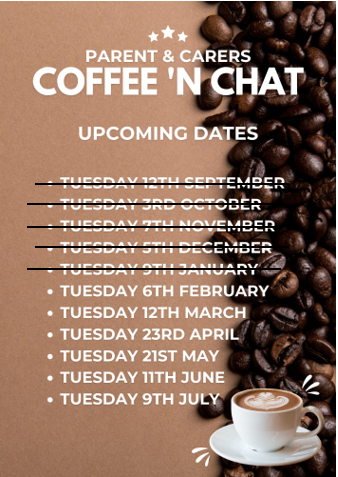 PARENT & CARERS
COFFEE 'N CHAT
UPCOMING DATES
• TUESDAY 12TH SEPTEMBER
• TUESDAY 3RD OCTOBER
• TUESDAY 7TH NOVEMBER
• TUESDAY 5TH DECEMBER
• TUESDAY 9TH JANUARY
• TUESDAY 6TH FEBRUARY
• TUESDAY 12TH MARCH
• TUESDAY 23RD APRIL
• TUESDAY 21ST MAY
• TUESDAY 11TH JUNE
• TUESDAY 9TH JULY